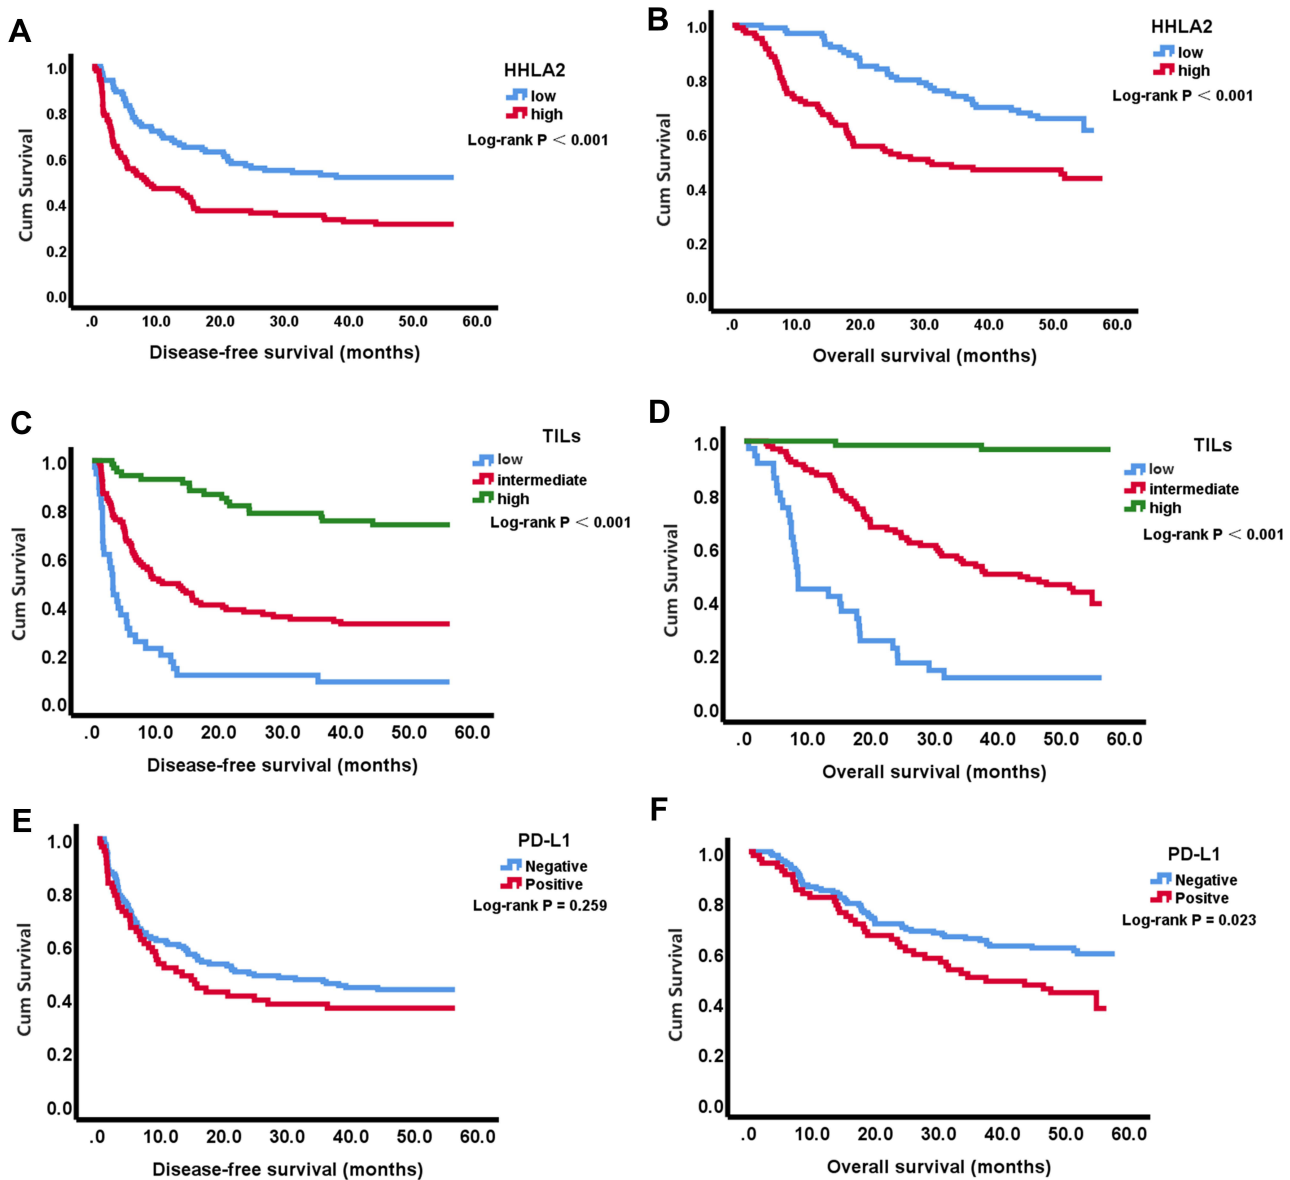 A
HHLA2
low
high
Log-rank P < 0.001
1.0
0.8
0.6
0.4
0.2
0.0
Cum Survival
.0 10.0 20.0 30.0 40.0 50.0 60.0
Disease-free survival (months)
B
HHLA2
low
high
Log-rank P < 0.001
1.0
0.8
0.6
0.4
0.2
0.0
Cum Survival
.0 10.0 20.0 30.0 40.0 50.0 60.0
Overall survival (months)
C
TILs
low
intermediate
high
Log-rank P < 0.001
1.0
0.8
0.6
0.4
0.2
0.0
Cum Survival
.0 10.0 20.0 30.0 40.0 50.0 60.0
Disease-free survival (months)
D
TILs
low
intermediate
high
Log-rank P < 0.001
1.0
0.8
0.6
0.4
0.2
0.0
Cum Survival
.0 10.0 20.0 30.0 40.0 50.0 60.0
Overall survival (months)
E
PD-L1
Negative
Positive
Log-rank P = 0.259
1.0
0.8
0.6
0.4
0.2
0.0
Cum Survival
.0 10.0 20.0 30.0 40.0 50.0 60.0
Disease-free survival (months)
F
PD-L1
Negative
Positve
Log-rank P = 0.023
1.0
0.8
0.6
0.4
0.2
0.0
Cum Survival
.0 10.0 20.0 30.0 40.0 50.0 60.0
Overall survival (months)